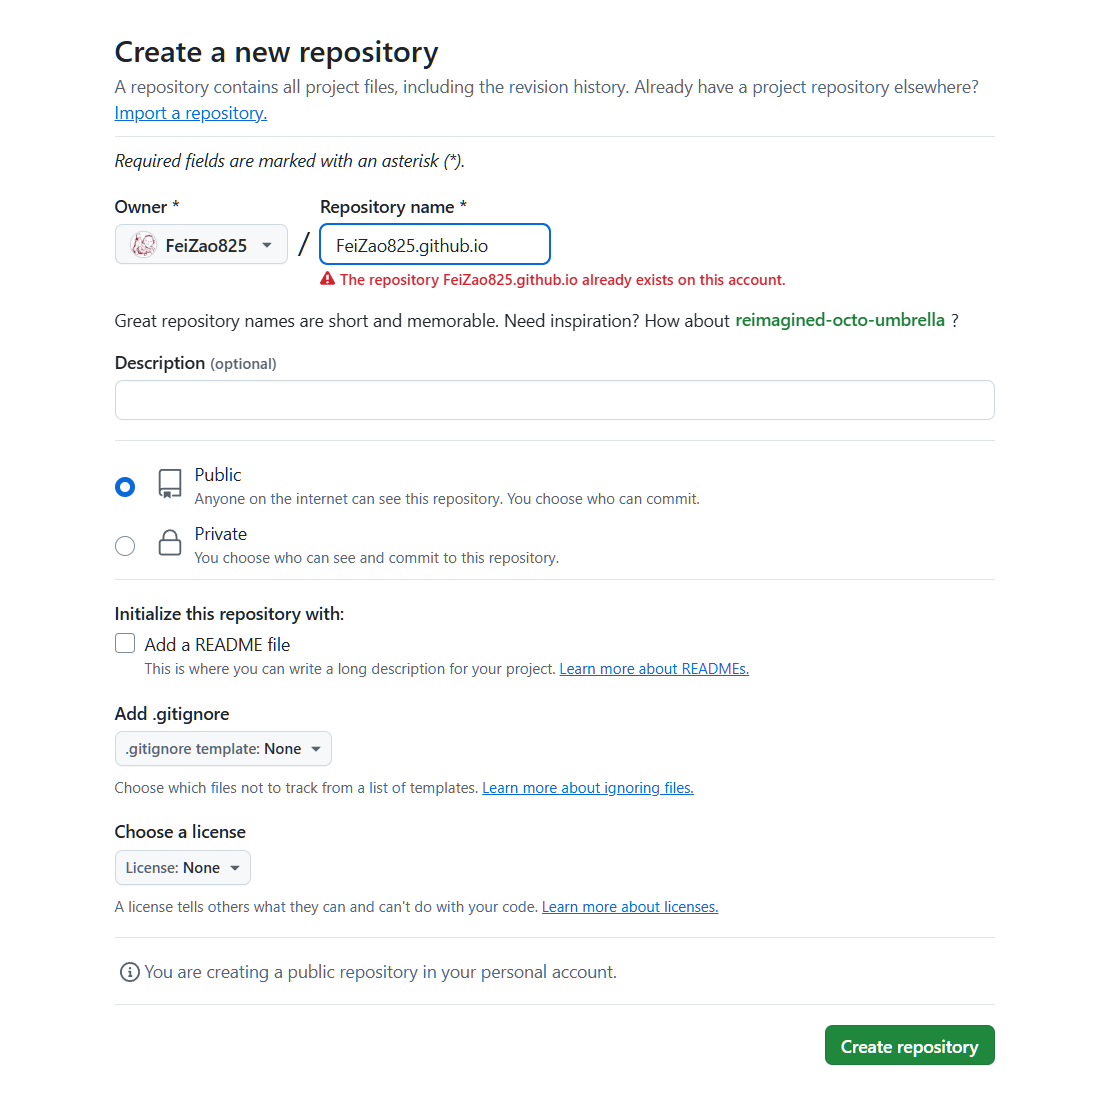 Create a new repository
A repository contains all project files, including the revision history. Already have a project repository elsewhere?
Import a repository.
Required fields are marked with an asterisk (*).
Owner * Repository name *
FeiZao825 / FeiZao825.github.io
The repository FeiZao825.github.io already exists on this account.
Great repository names are short and memorable. Need inspiration? How about reimagined-octo-umbrella ?
Description (optional)
Public
Anyone on the internet can see this repository. You choose who can commit.
Private
You choose who can see and commit to this repository.
Initialize this repository with:
Add a README file
This is where you can write a long description for your project. Learn more about READMEs.
Add .gitignore
.gitignore template: None
Choose which files not to track from a list of templates. Learn more about ignoring files.
Choose a license
License: None
A license tells others what they can and can't do with your code. Learn more about licenses.
You are creating a public repository in your personal account.
Create repository